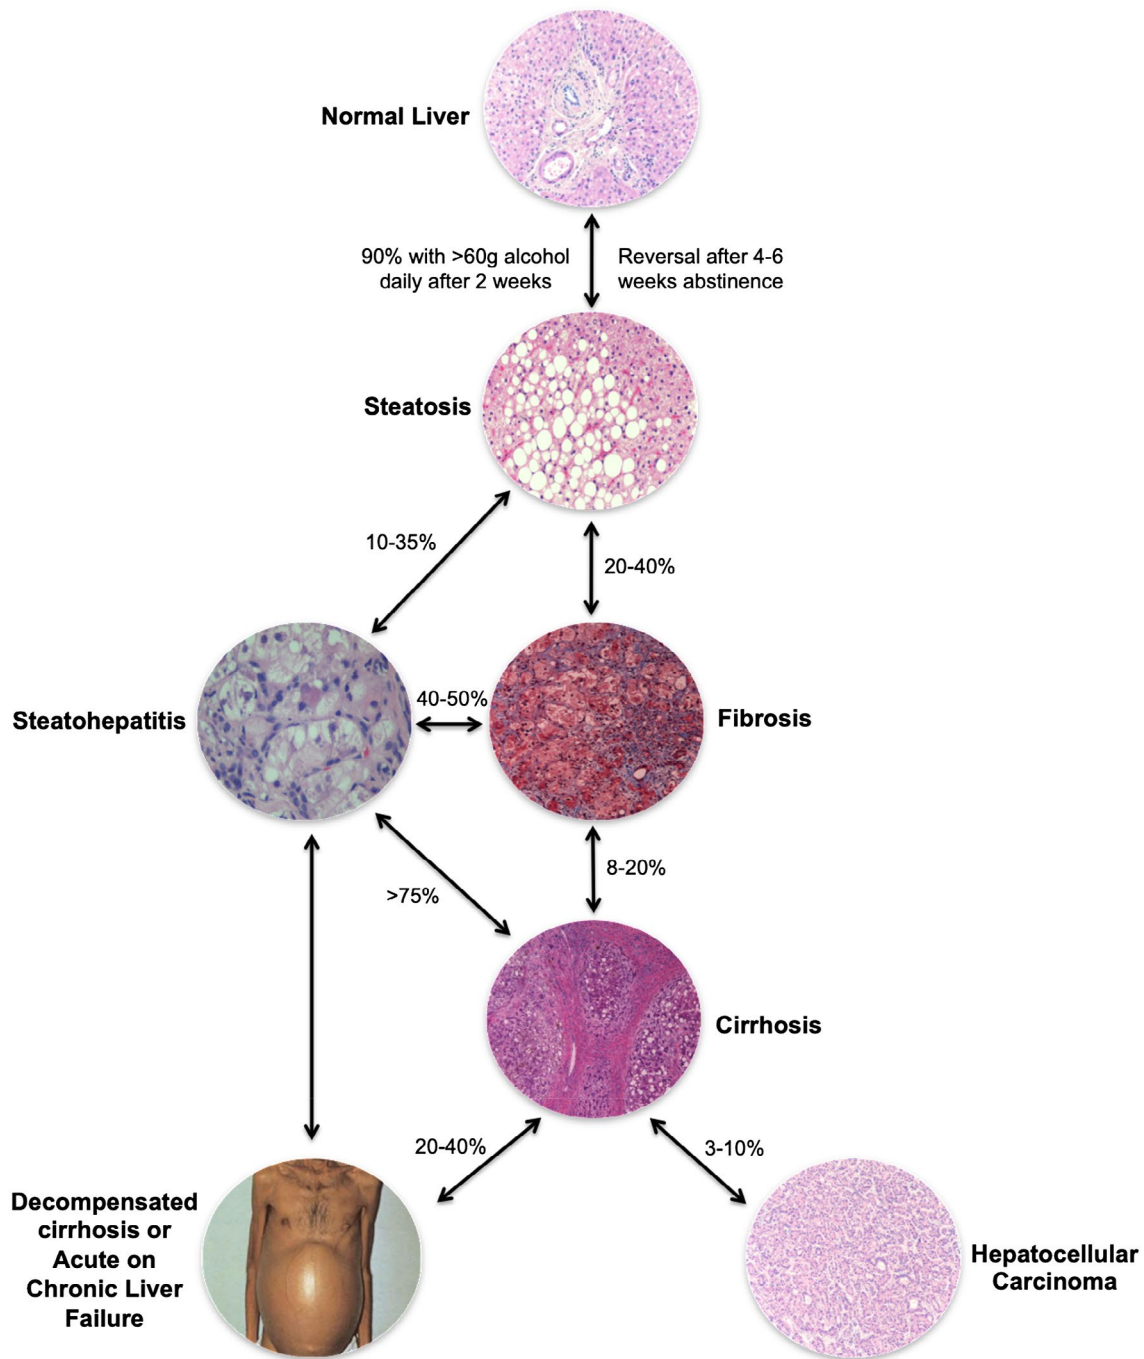 Normal Liver
90% with >60g alcohol
daily after 2 weeks
Reversal after 4-6
weeks abstinence
Steatosis
10-35%
20-40%
Steatohepatitis
40-50%
Fibrosis
>75%
8-20%
Cirrhosis
20-40%
3-10%
Decompensated
cirrhosis or
Acute on
Chronic Liver
Failure
Hepatocellular
Carcinoma